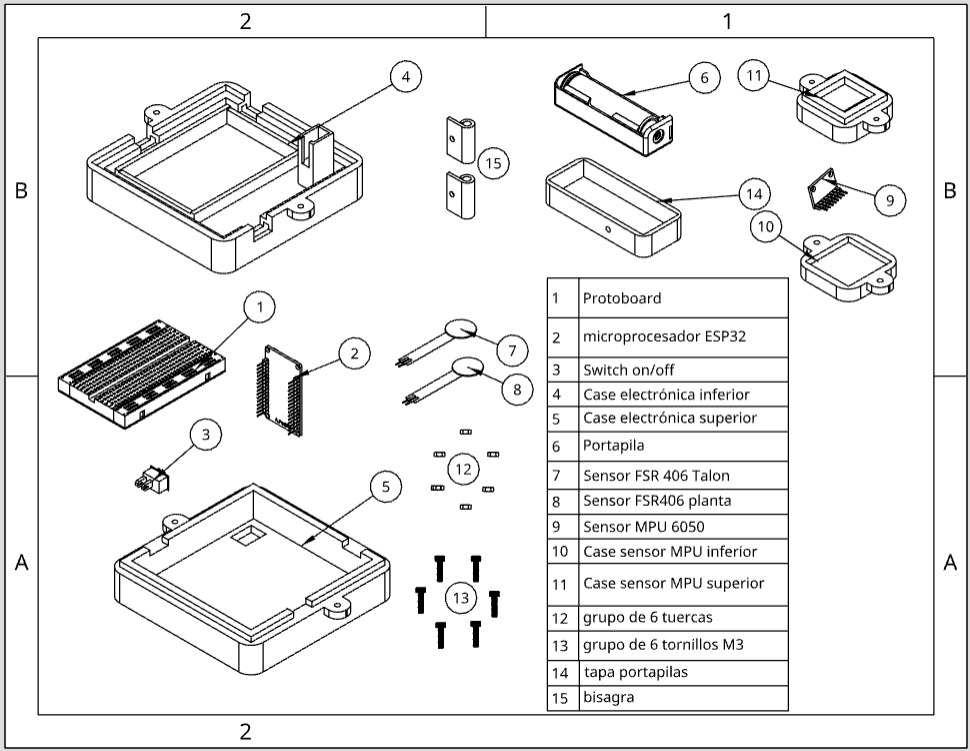 2 1
4
6
11
B
15
14
9
B
10
1
2
7
8
3
12
5
13
A
A
1 Protoboard
2 microprocesador ESP32
3 Switch on/off
4 Case electrónica inferior
5 Case electrónica superior
6 Portapila
7 Sensor FSR 406 Talon
8 Sensor FSR406 planta
9 Sensor MPU 6050
10 Case sensor MPU inferior
11 Case sensor MPU superior
12 grupo de 6 tuercas
13 grupo de 6 tornillos M3
14 tapa portapilas
15 bisagra
2